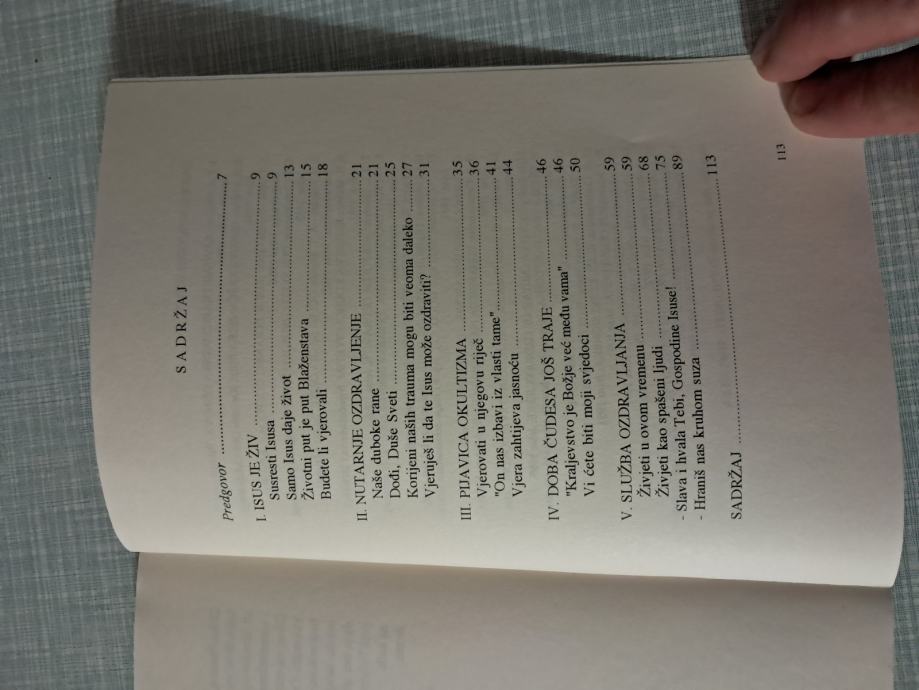 SADRŽAJ
Predgovor ........................................ 7
I. ISUS JE ŽIV ........................................ 9
Susresti Isusa ........................................ 9
Samo Isus daje život ........................................ 13
Životni put je put Blaženstava ........................................ 15
Budete li vjerovali ........................................ 18
II. NUTARNJE OZDRAVLJENJE ........................................ 21
Naše duboke rane ........................................ 21
Dođi, Duše Sveti ........................................ 25
Korijeni naših trauma mogu biti veoma daleko ........ 27
Vjeruješ li da te Isus može ozdraviti? .................... 31
III. PIJAVICA OKULTIZMA ........................................ 35
Vjerovati u njegovu riječ ........................................ 36
"On nas izbavi iz vlasti tame" ........................................ 41
Vjera zahtijeva jasnoću ........................................ 44
IV. DOBA ČUDESA JOŠ TRAJE ........................................ 46
"Kraljevstvo je Božje već među vama" .................... 46
Vi ćete biti moji svjedoci ........................................ 50
V. SLUŽBA OZDRAVLJANJA ........................................ 59
Živjeti u ovom vremenu ........................................ 59
Živjeti kao spašeni ljudi ........................................ 68
- Slava i hvala Tebi, Gospodine Isuse! .................... 75
- Hraniš nas kruhom suza ........................................ 89
SADRŽAJ ........................................ 113
113